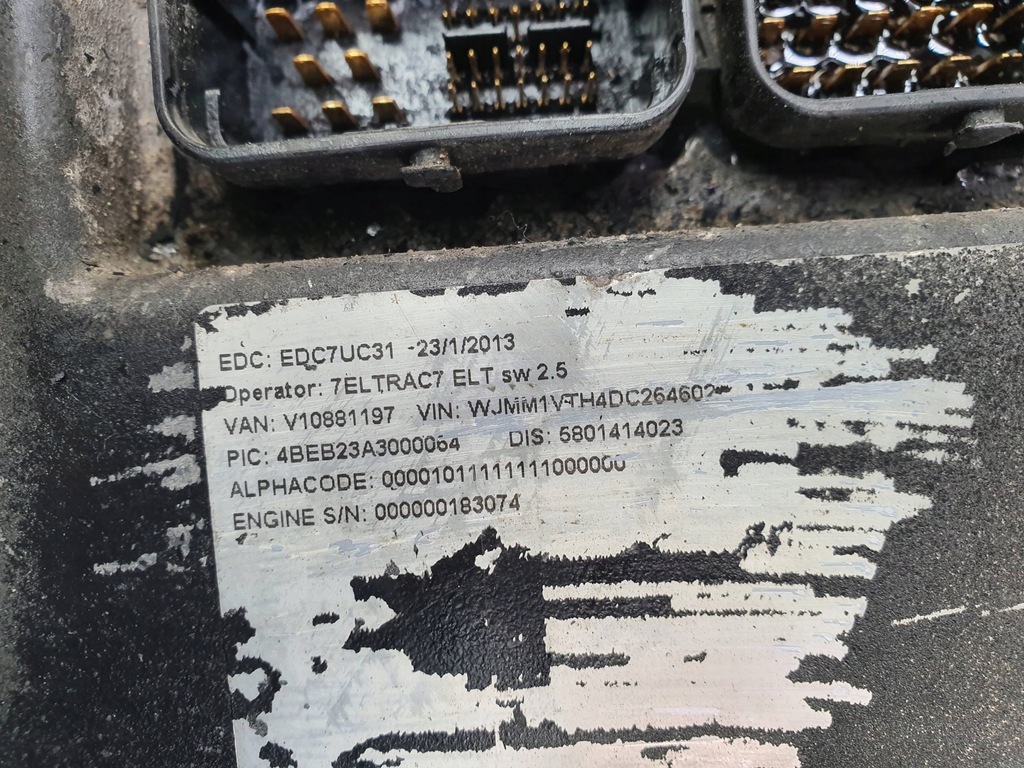 EDC: EDC7UC31 -23/1/2013
Operator: 7ELTRAC7 ELT sw 2.5
VAN: V10881197 VIN: WJMM1VTH4DC264602
PIC: 4BEB23A3000064 DIS: 5801414023
ALPHACODE: 00001011111111000000
ENGINE S/N: 000000183074